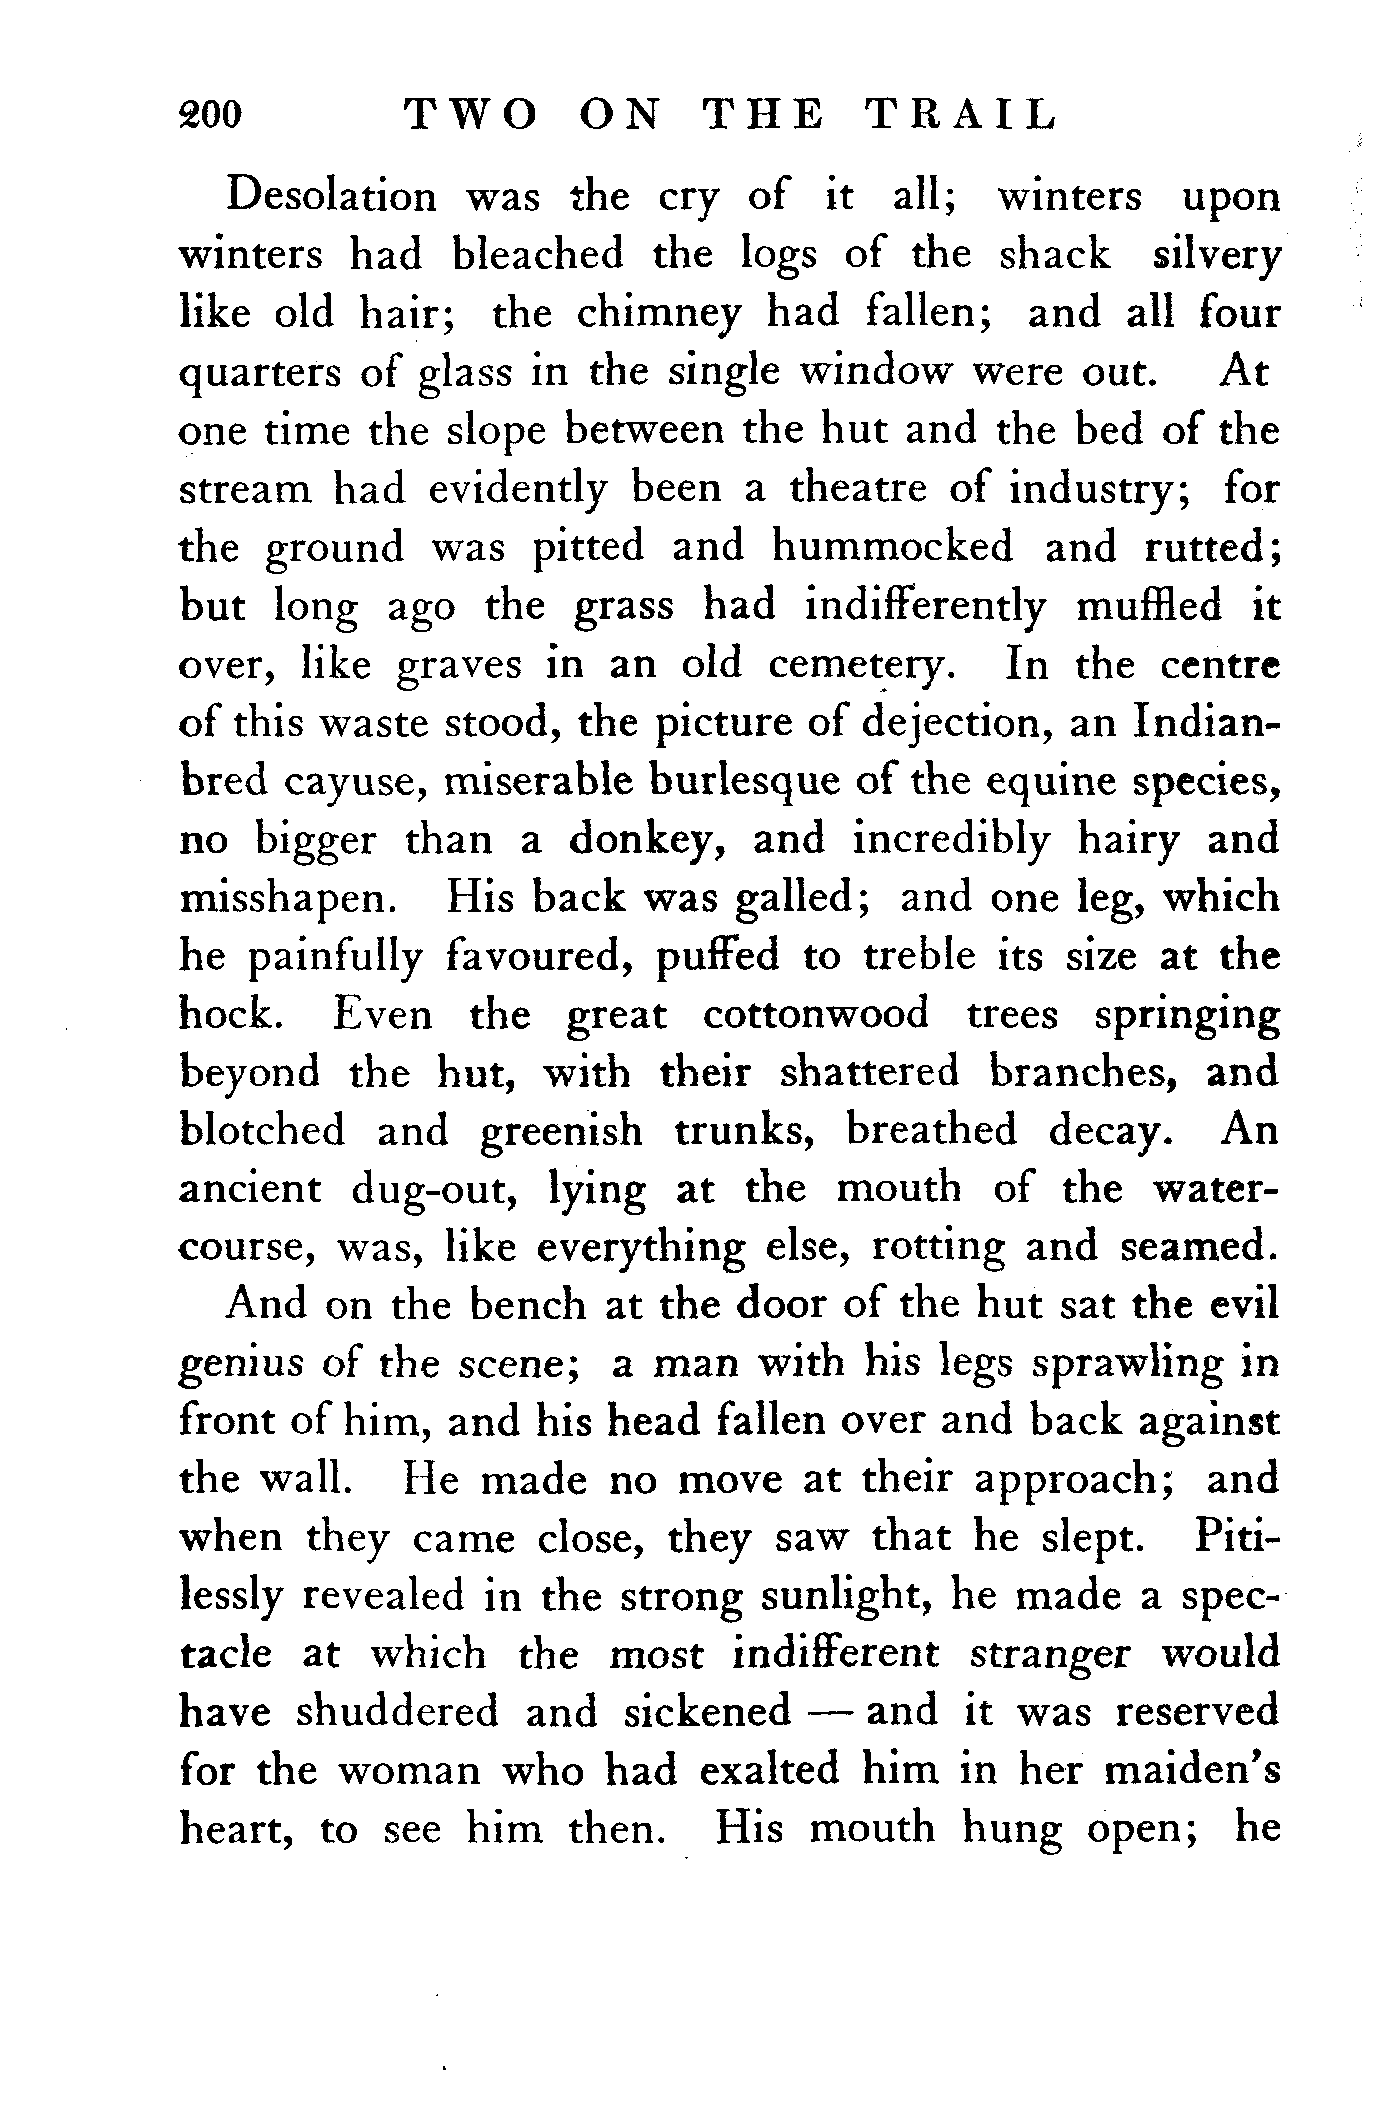 200 TWO ON THE TRAIL
Desolation was the cry of it all; winters upon
winters had bleached the logs of the shack silvery
like old hair; the chimney had fallen; and all four
quarters of glass in the single window were out. At
one time the slope between the hut and the bed of the
stream had evidently been a theatre of industry; for
the ground was pitted and hummocked and rutted;
but long ago the grass had indifferently muffled it
over, like graves in an old cemetery. In the centre
of this waste stood, the picture of dejection, an Indian-
bred cayuse, miserable burlesque of the equine species,
no bigger than a donkey, and incredibly hairy and
misshapen. His back was galled; and one leg, which
he painfully favoured, puffed to treble its size at the
hock. Even the great cottonwood trees springing
beyond the hut, with their shattered branches, and
blotched and greenish trunks, breathed decay. An
ancient dug-out, lying at the mouth of the water-
course, was, like everything else, rotting and seamed.
And on the bench at the door of the hut sat the evil
genius of the scene; a man with his legs sprawling in
front of him, and his head fallen over and back against
the wall. He made no move at their approach; and
when they came close, they saw that he slept. Piti-
lessly revealed in the strong sunlight, he made a spec-
tacle at which the most indifferent stranger would
have shuddered and sickened — and it was reserved
for the woman who had exalted him in her maiden's
heart, to see him then. His mouth hung open; he